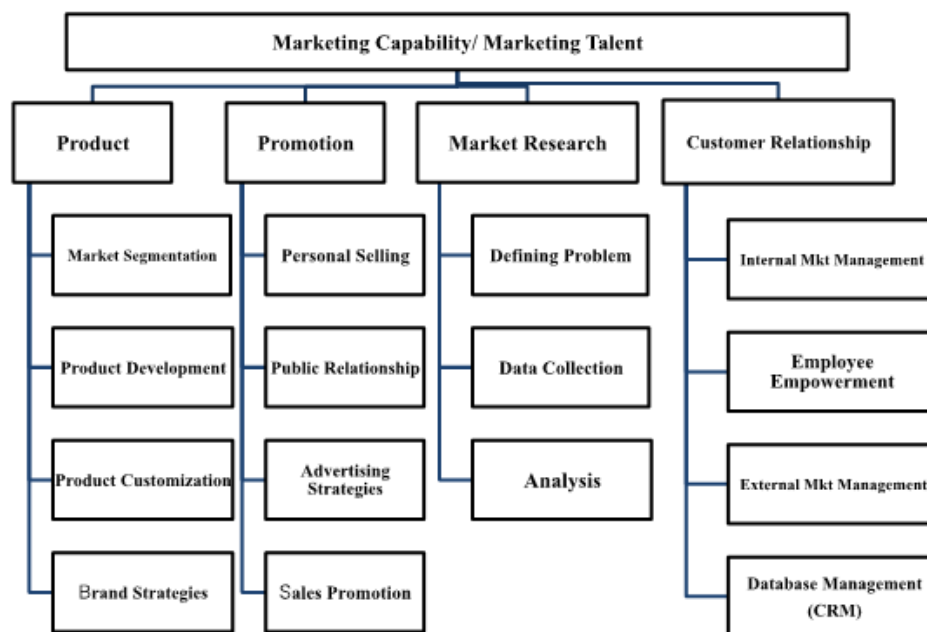 Marketing Capability/ Marketing Talent
Product
Promotion
Market Research
Customer Relationship
Market Segmentation
Personal Selling
Defining Problem
Internal Mkt Management
Product Development
Public Relationship
Data Collection
Employee
Empowerment
Product Customization
Advertising
Strategies
Analysis
External Mkt Management
Brand Strategies
Sales Promotion
Database Management
(CRM)